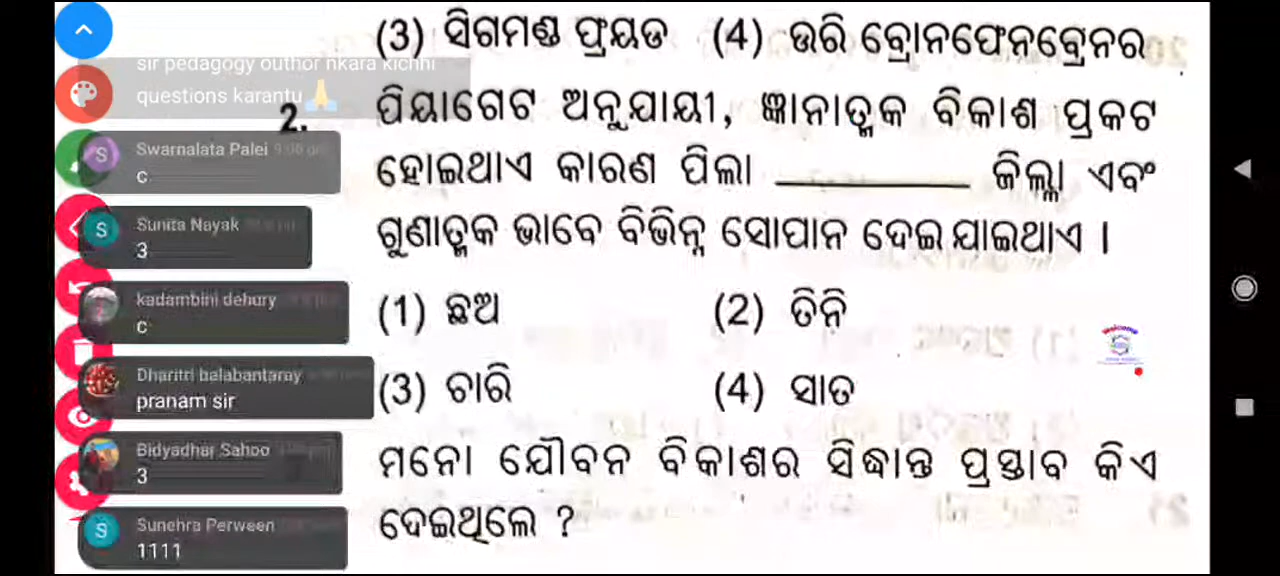 (3) ସିଗମଣ୍ଡ ଫ୍ରୟଡ (4) ଉରି ବ୍ରୋନଫେନବ୍ରେନର
sir pedagogy outhor nkara kichhi
questions karantu 🙏
2. ପିୟାଗେଟ ଅନୁଯାୟୀ, ଜ୍ଞାନାତ୍ମକ ବିକାଶ ପ୍ରକଟ
ହୋଇଥାଏ କାରଣ ପିଲା __________ ଜିଲ୍ଲା ଏବଂ
ଗୁଣାତ୍ମକ ଭାବେ ବିଭିନ୍ନ ସୋପାନ ଦେଇ ଯାଇଥାଏ ।
(1) ଛଅ (2) ତିନି
(3) ଚାରି (4) ସାତ
ମନୋ ଯୌବନ ବିକାଶର ସିଦ୍ଧାନ୍ତ ପ୍ରସ୍ତାବ କିଏ
ଦେଇଥିଲେ ?
Swarnalata Palei
c
Sunita Nayak
3
kadambini dehury
c
Dharitri balabantaray
pranam sir
Bidyadhar Sahoo
3
Sunehra Perween
1111
welcome